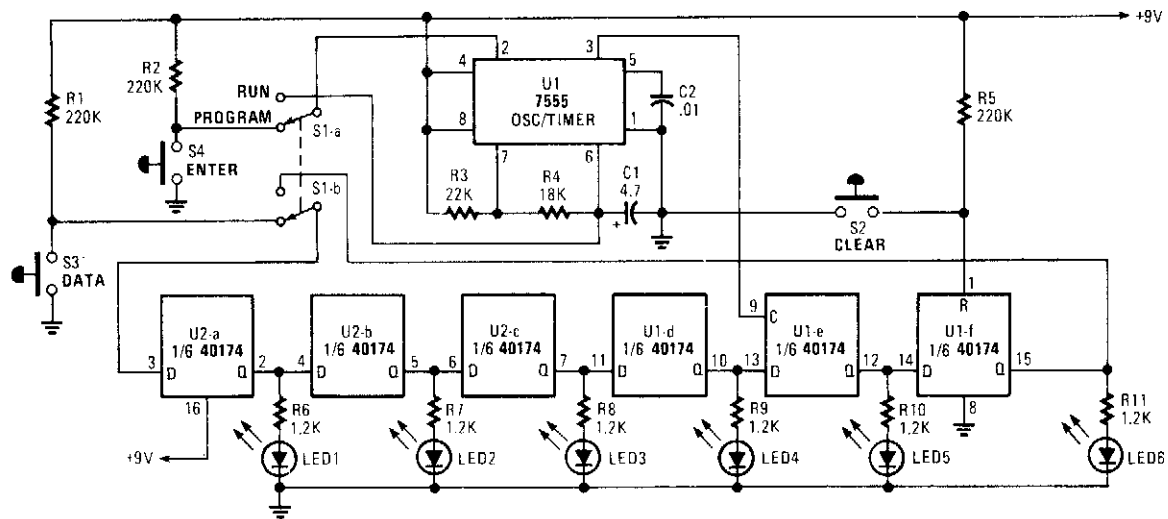 +9V
R1
220K
R2
220K
RUN
PROGRAM
S1-a
S4
ENTER
S1-b
S3
DATA
2
3
4
5
8
1
7
6
U1
7555
OSC/TIMER
C2
.01
R3
22K
R4
18K
C1
4.7
+
R5
220K
S2
CLEAR
1
R
3
U2-a
1/6 40174
D
Q
2
16
+9V
4
U2-b
1/6 40174
D
Q
5
6
U2-c
1/6 40174
D
Q
7
11
U1-d
1/6 40174
D
Q
10
13
9
C
U1-e
1/6 40174
D
Q
12
14
U1-f
1/6 40174
D
Q
15
8
R6
1.2K
LED1
R7
1.2K
LED2
R8
1.2K
LED3
R9
1.2K
LED4
R10
1.2K
LED5
R11
1.2K
LED6